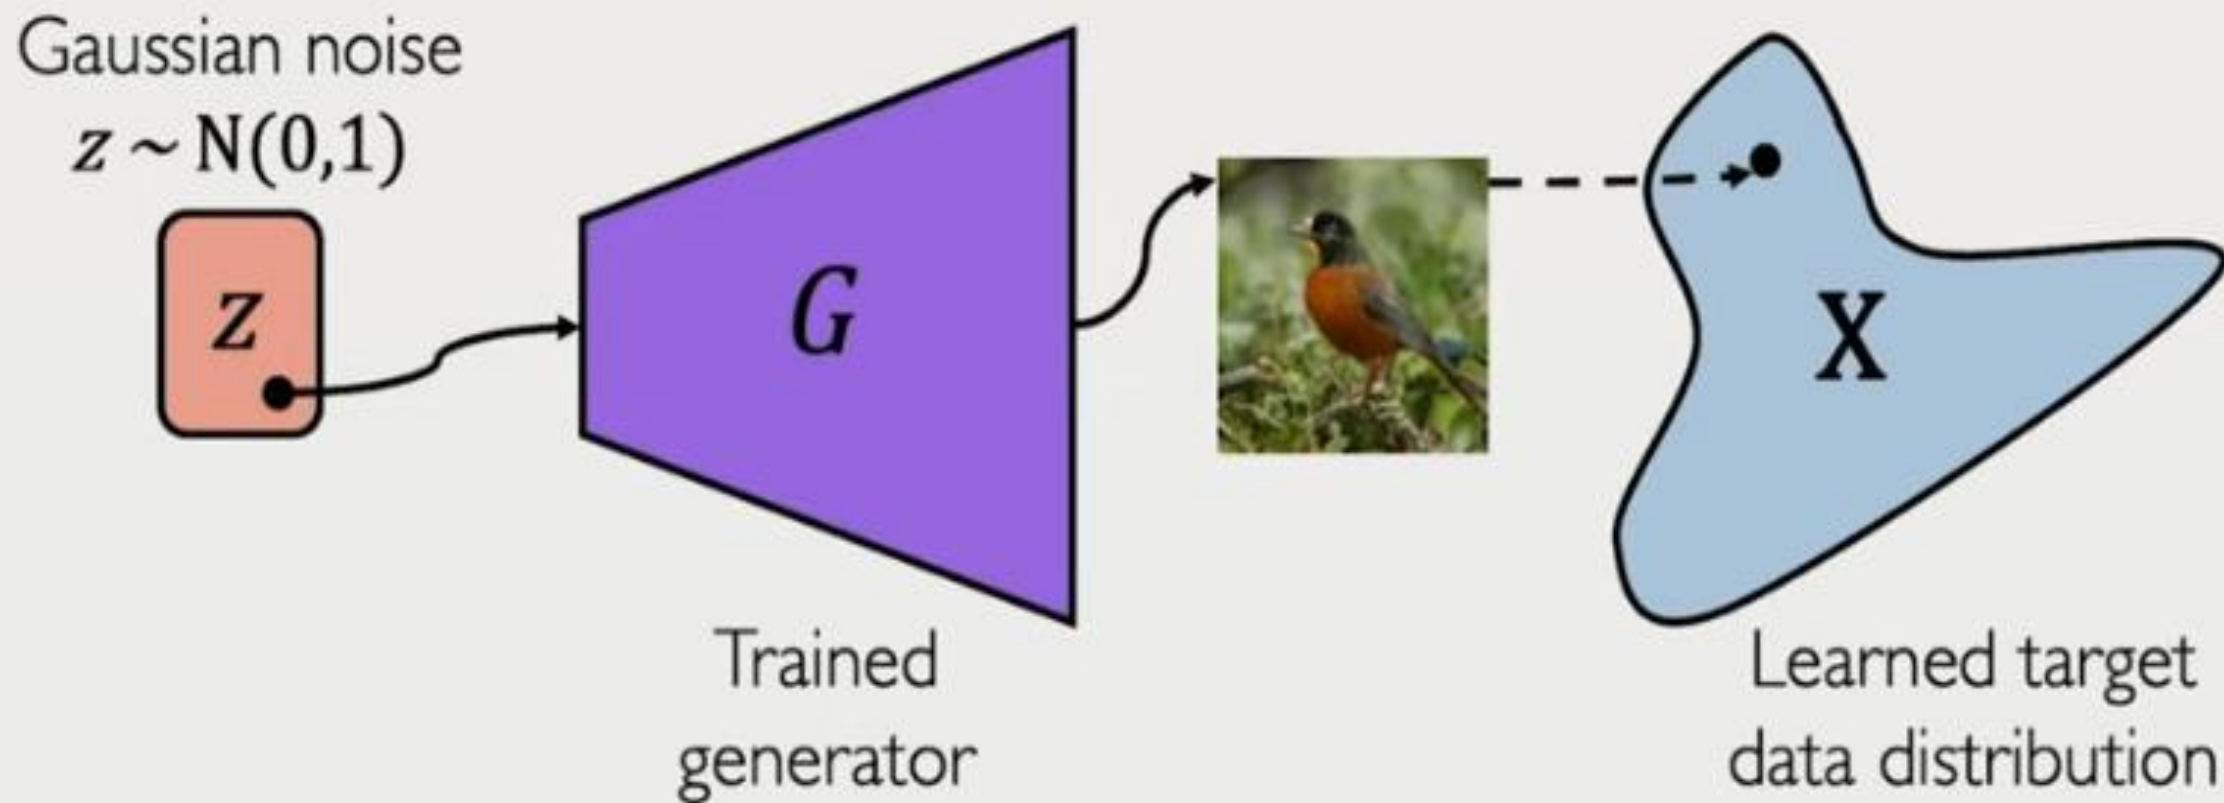 Gaussian noise
z ~ N(0,1)
z
G
X
Trained
generator
Learned target
data distribution